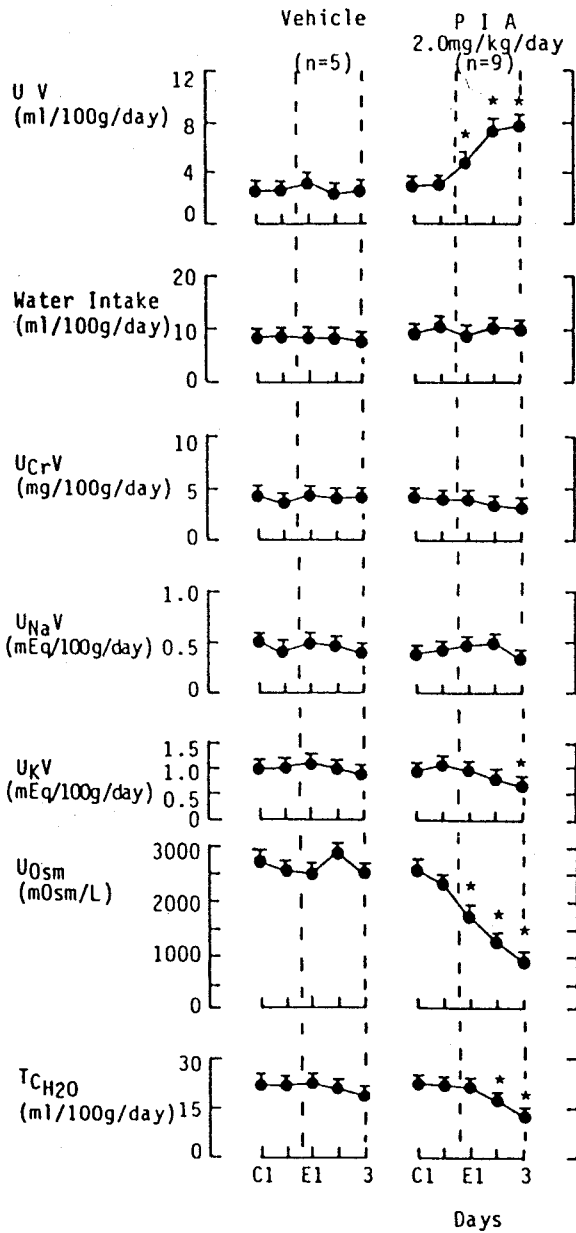 Vehicle
P I A
2.0mg/kg/day
(n=5)
(n=9)
U V
(ml/100g/day)
12
8
4
0
★
★ ★
Water Intake
(ml/100g/day)
20
10
0
UCrV
(mg/100g/day)
10
5
0
UNaV
(mEq/100g/day)
1.0
0.5
0
UKV
(mEq/100g/day)
1.5
1.0
0.5
0
★
UOsm
(mOsm/L)
3000
2000
1000
0
★
★
★
TCH2O
(ml/100g/day)
30
15
0
★
★
C1 E1 3
C1 E1 3
Days